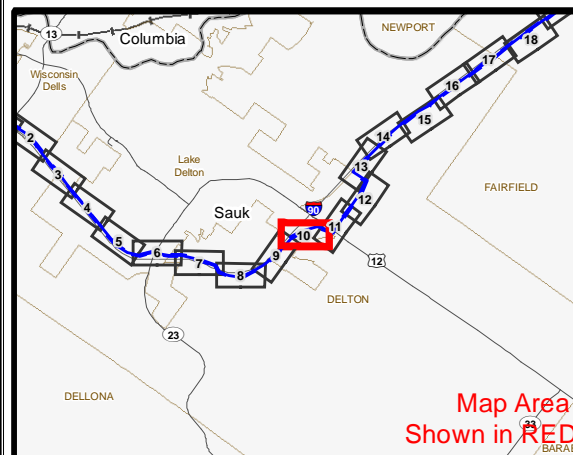 NEWPORT
13
Columbia
18
17
Wisconsin
Dells
16
15
2
14
Lake
Delton
13
3
FAIRFIELD
12
4
Sauk
90
11
10
5
6
9
12
7
8
DELTON
23
DELLONA
Map Area
33
Shown in RED